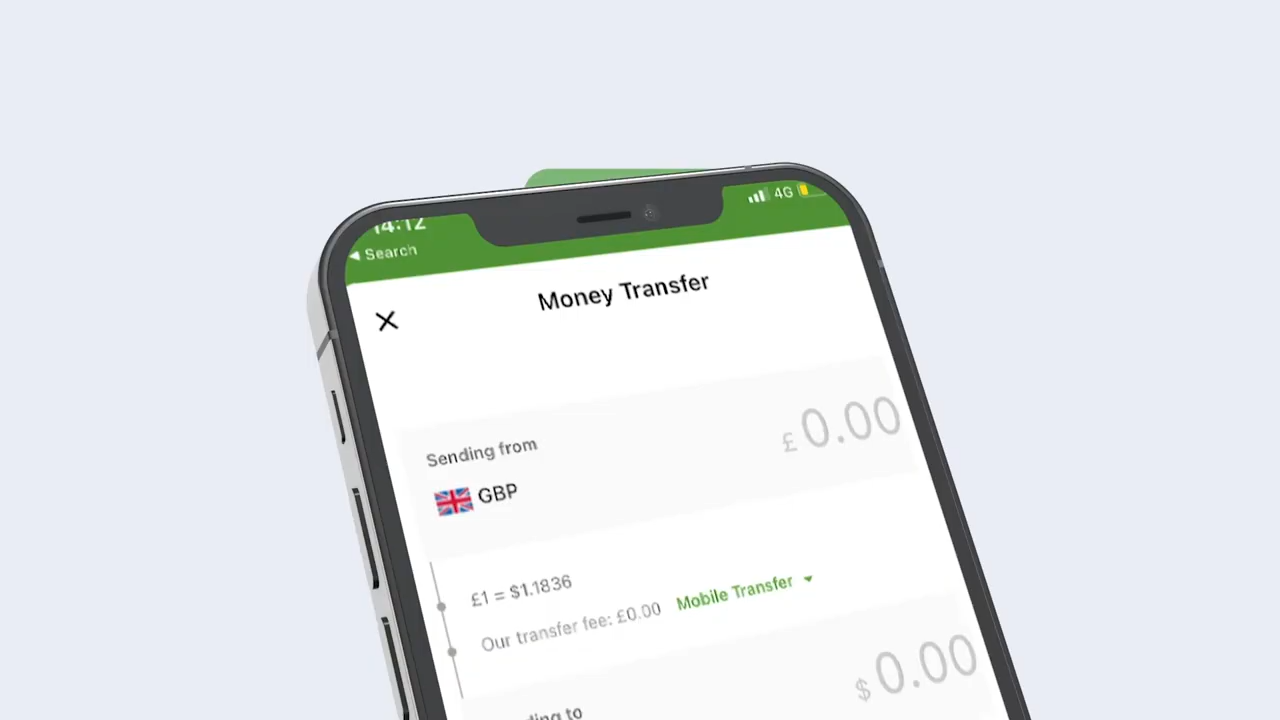 14:12
4G
◀ Search
Money Transfer
£ 0.00
Sending from
GBP
£1 = $1.1836
Our transfer fee: £0.00 Mobile Transfer
$ 0.00
to